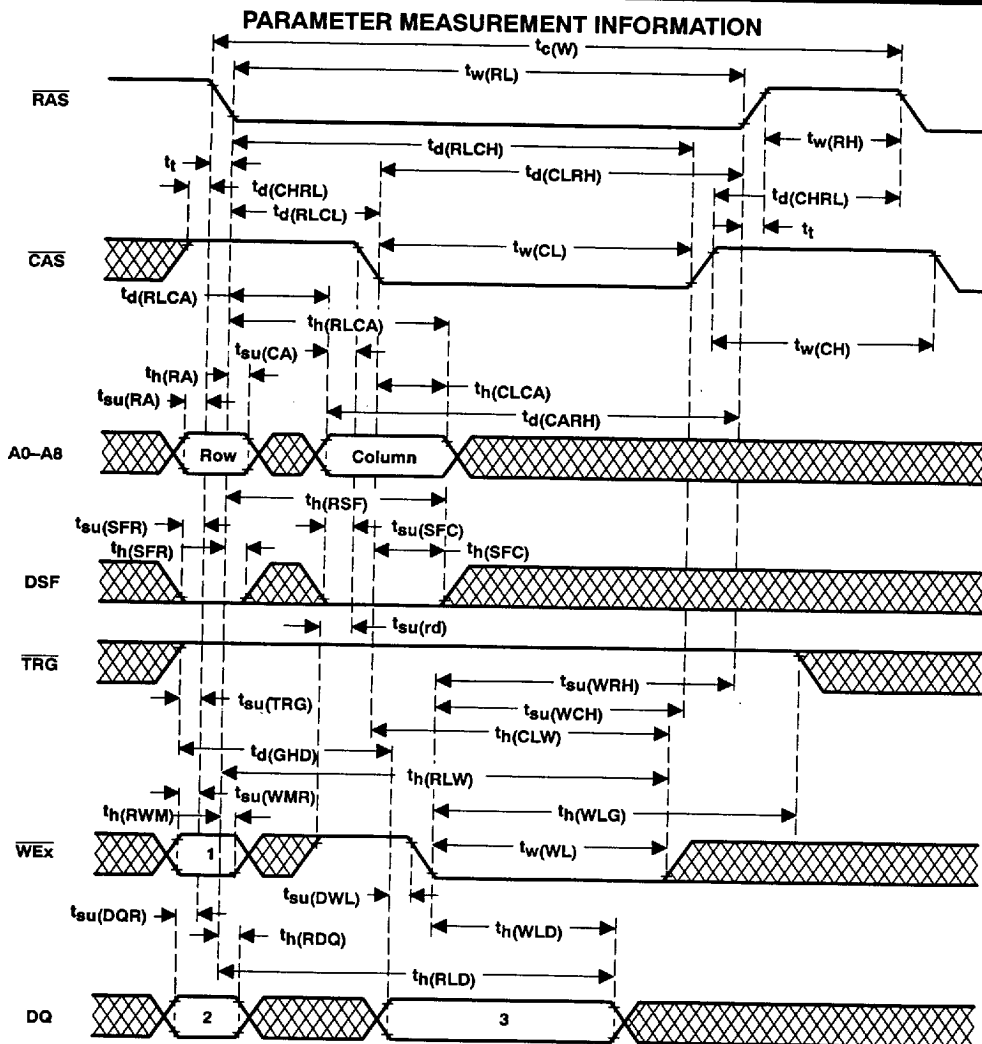 PARAMETER MEASUREMENT INFORMATION
tc(W)
tw(RL)
RAS
td(RLCH)
tw(RH)
tt
td(CLRH)
td(CHRL)
td(CHRL)
td(RLCL)
tt
CAS
tw(CL)
td(RLCA)
th(RLCA)
tsu(CA)
tw(CH)
th(RA)
th(CLCA)
tsu(RA)
td(CARH)
A0–A8
Row
Column
th(RSF)
tsu(SFR)
tsu(SFC)
th(SFR)
th(SFC)
DSF
tsu(rd)
TRG
tsu(WRH)
tsu(TRG)
tsu(WCH)
th(CLW)
td(GHD)
th(RLW)
tsu(WMR)
th(RWM)
th(WLG)
WEx
1
tw(WL)
tsu(DWL)
tsu(DQR)
th(WLD)
th(RDQ)
th(RLD)
DQ
2
3